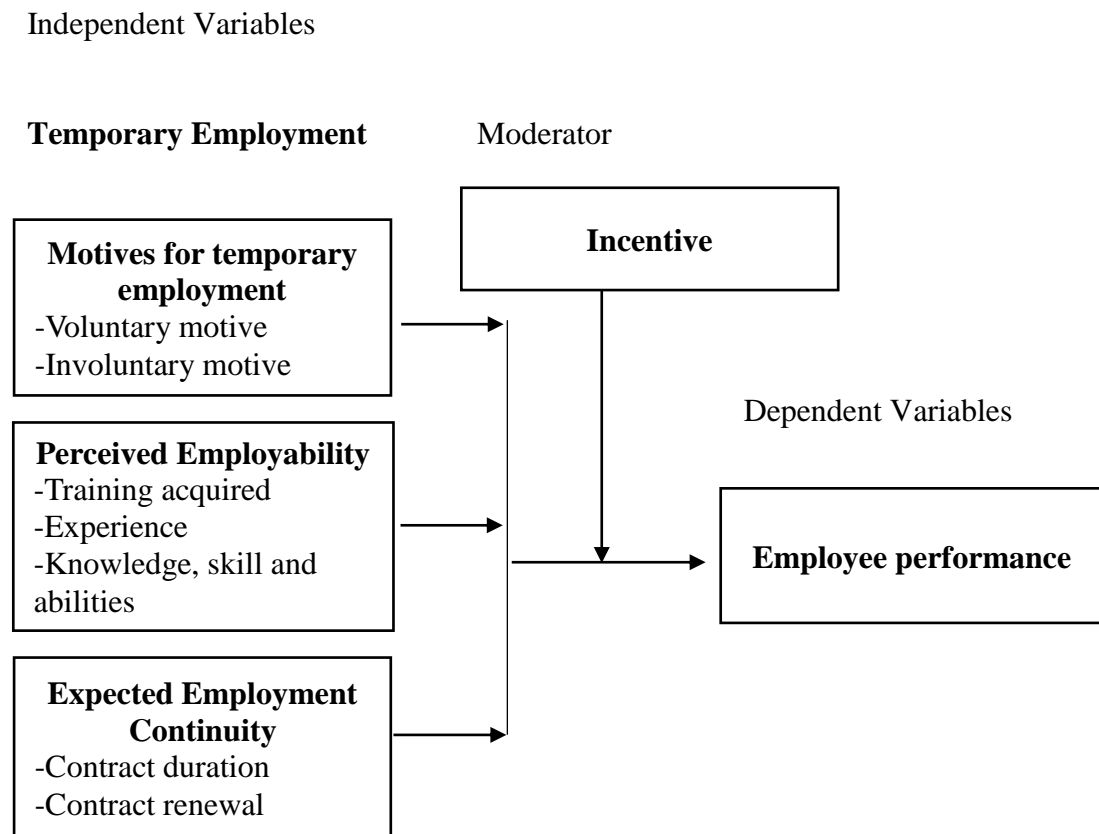 Independent Variables
Temporary Employment
Moderator
Incentive
Motives for temporary
employment
-Voluntary motive
-Involuntary motive
Dependent Variables
Perceived Employability
-Training acquired
-Experience
-Knowledge, skill and
abilities
Employee performance
Expected Employment
Continuity
-Contract duration
-Contract renewal